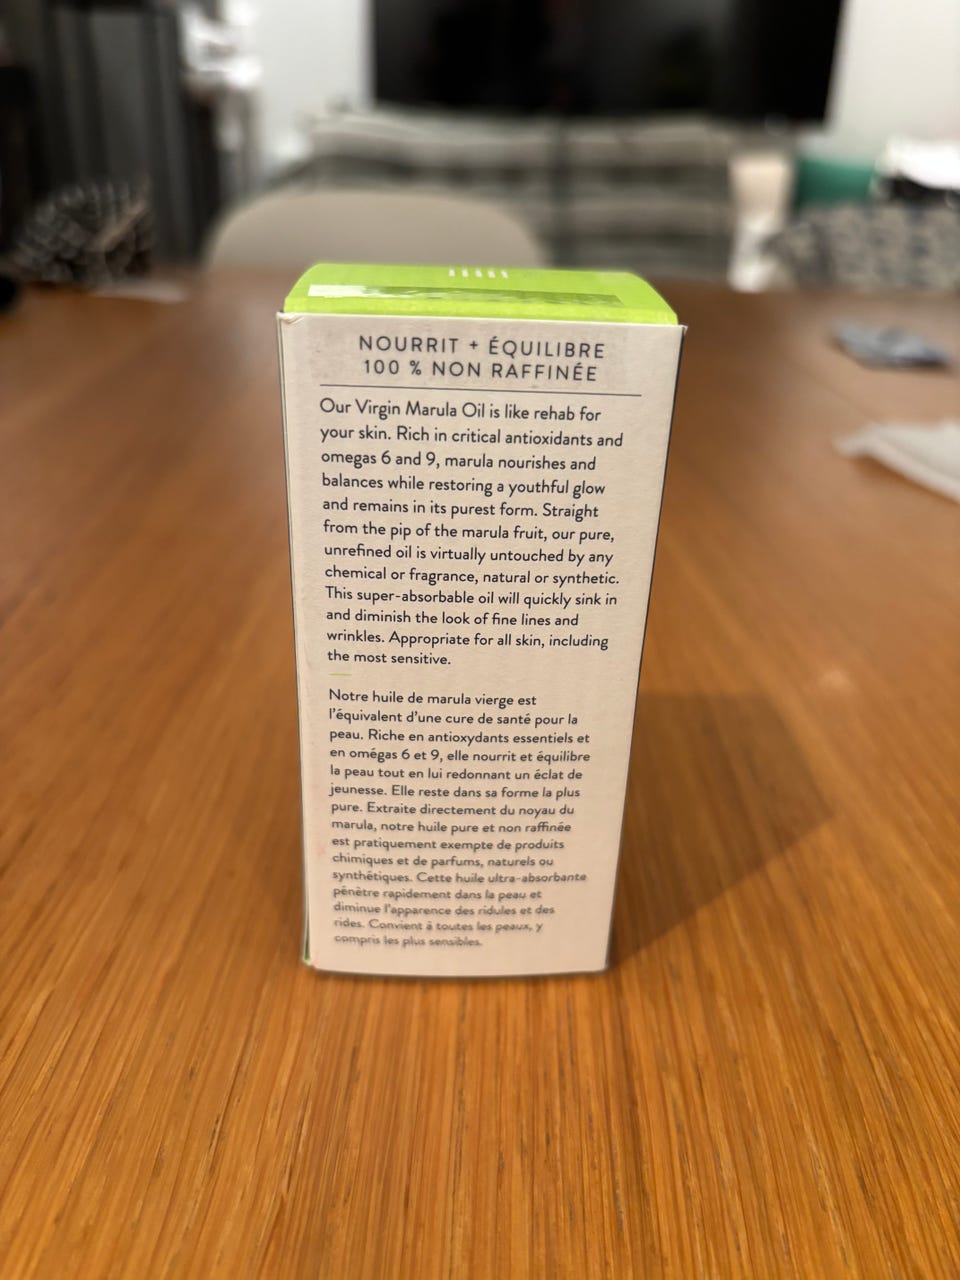 NOURRIT + ÉQUILIBRE
100 % NON RAFFINÉE
Our Virgin Marula Oil is like rehab for
your skin. Rich in critical antioxidants and
omegas 6 and 9, marula nourishes and
balances while restoring a youthful glow
and remains in its purest form. Straight
from the pip of the marula fruit, our pure,
unrefined oil is virtually untouched by any
chemical or fragrance, natural or synthetic.
This super-absorbable oil will quickly sink in
and diminish the look of fine lines and
wrinkles. Appropriate for all skin, including
the most sensitive.
Notre huile de marula vierge est
l'équivalent d'une cure de santé pour la
peau. Riche en antioxydants essentiels et
en omégas 6 et 9, elle nourrit et équilibre
la peau tout en lui redonnant un éclat de
jeunesse. Elle reste dans sa forme la plus
pure. Extraite directement du noyau du
marula, notre huile pure et non raffinée
est pratiquement exempte de produits
chimiques et de parfums, naturels ou
synthétiques. Cette huile ultra-absorbante
pénètre rapidement dans la peau et
diminue l'apparence des ridules et des
rides. Convient à toutes les peaux, y
compris les plus sensibles.